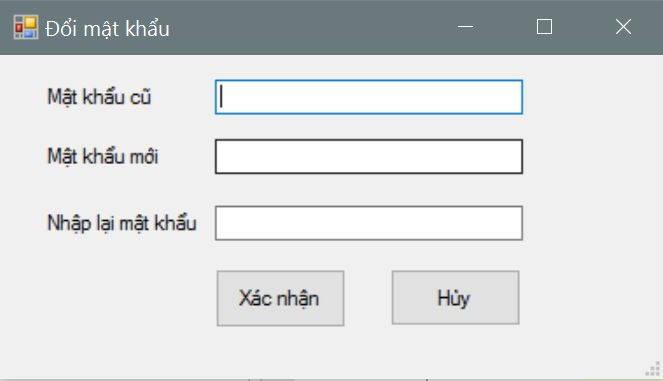 Đổi mật khẩu
Mật khẩu cũ
Mật khẩu mới
Nhập lại mật khẩu
Xác nhận Hủy